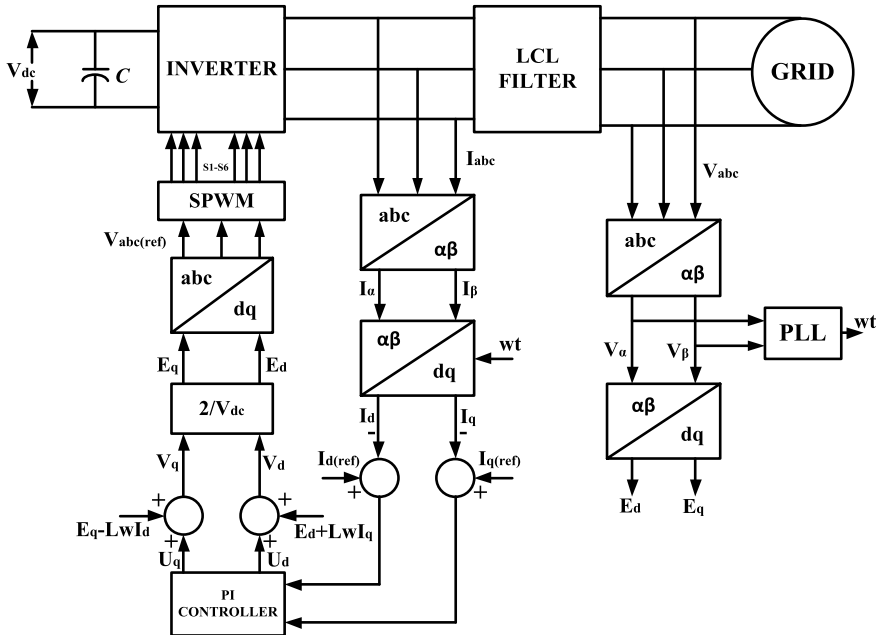 Vdc
C
INVERTER
LCL
FILTER
GRID
S1-S6
SPWM
Iabc
Vabc
Vabc(ref)
abc
dq
abc
αβ
abc
αβ
Iα
Iβ
Vα
Vβ
PLL
wt
Eq
Ed
αβ
dq
wt
αβ
dq
2/Vdc
Id
-
Iq
-
Vq
Vd
Id(ref)
+
Iq(ref)
+
Ed
Eq
+
+
Eq-LwId
+
+
Ed+LwIq
Uq
Ud
PI
CONTROLLER